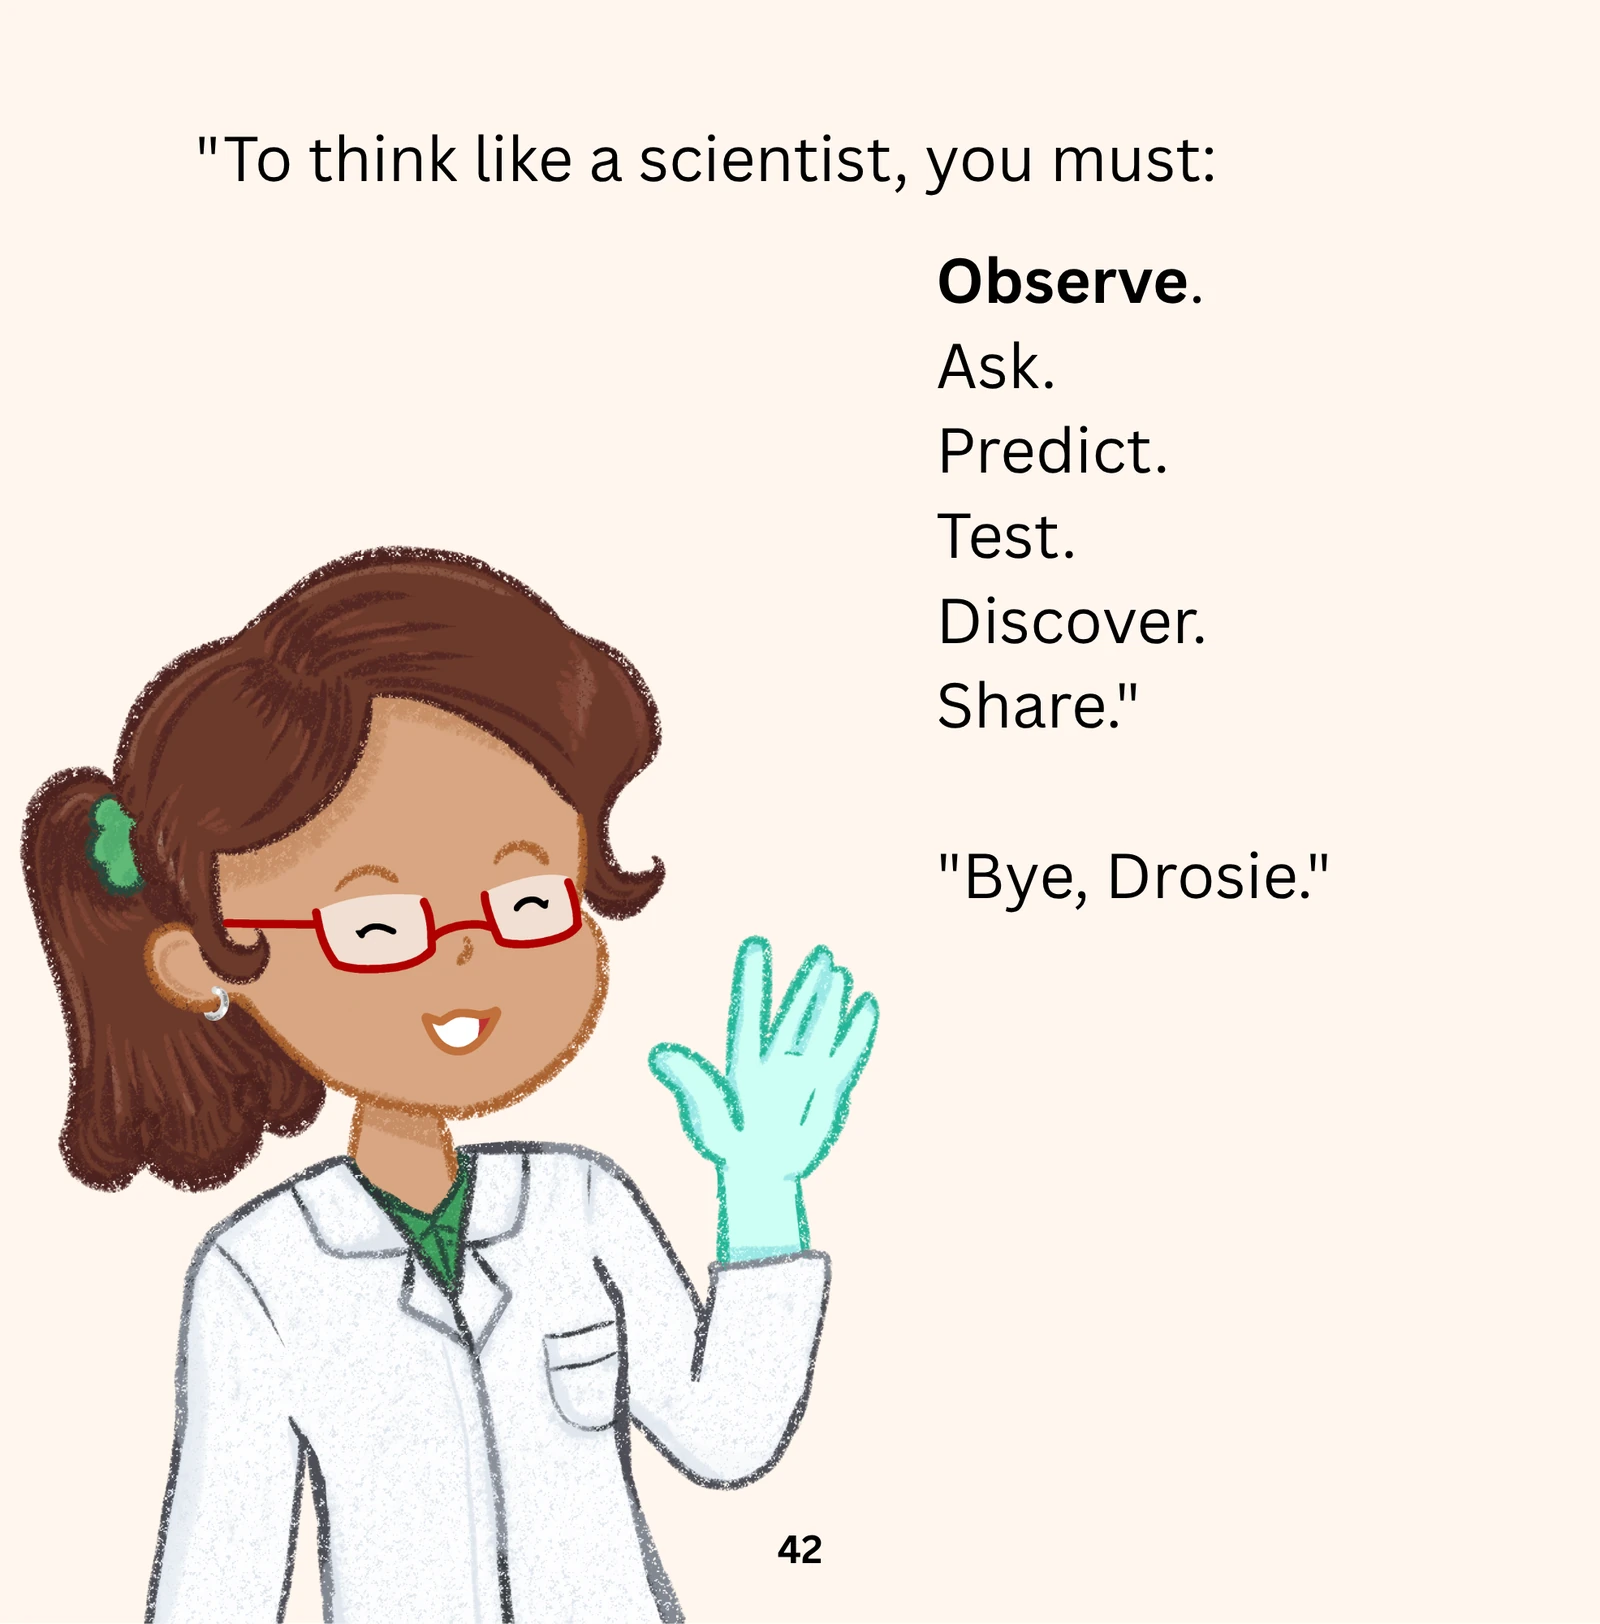 "To think like a scientist, you must:
Observe.
Ask.
Predict.
Test.
Discover.
Share."
"Bye, Drosie."
42